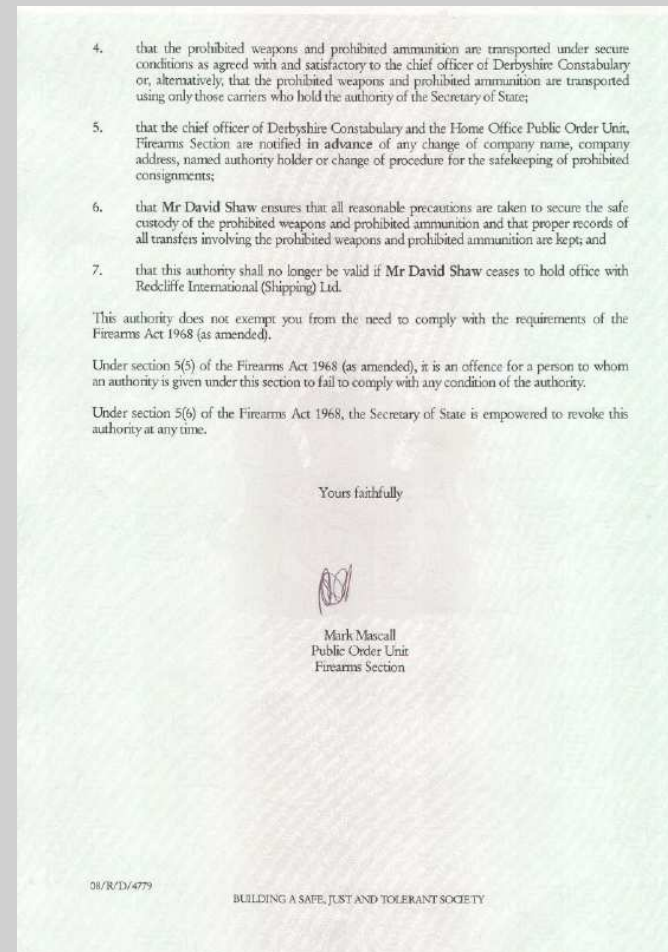 4. that the prohibited weapons and prohibited ammunition are transported under secure
conditions as agreed with and satisfactory to the chief officer of Derbyshire Constabulary
or, alternatively, that the prohibited weapons and prohibited ammunition are transported
using only those carriers who hold the authority of the Secretary of State;
5. that the chief officer of Derbyshire Constabulary and the Home Office Public Order Unit,
Firearms Section are notified in advance of any change of company name, company
address, named authority holder or change of procedure for the safekeeping of prohibited
consignments;
6. that Mr David Shaw ensures that all reasonable precautions are taken to secure the safe
custody of the prohibited weapons and prohibited ammunition and that proper records of
all transfers involving the prohibited weapons and prohibited ammunition are kept; and
7. that this authority shall no longer be valid if Mr David Shaw ceases to hold office with
Redcliffe International (Shipping) Ltd.
This authority does not exempt you from the need to comply with the requirements of the
Firearms Act 1968 (as amended).
Under section 5(5) of the Firearms Act 1968 (as amended), it is an offence for a person to whom
an authority is given under this section to fail to comply with any condition of the authority.
Under section 5(6) of the Firearms Act 1968, the Secretary of State is empowered to revoke this
authority at any time.
Yours faithfully
Mark Mascall
Public Order Unit
Firearms Section
08/R/D/4779
BUILDING A SAFE, JUST AND TOLERANT SOCIETY